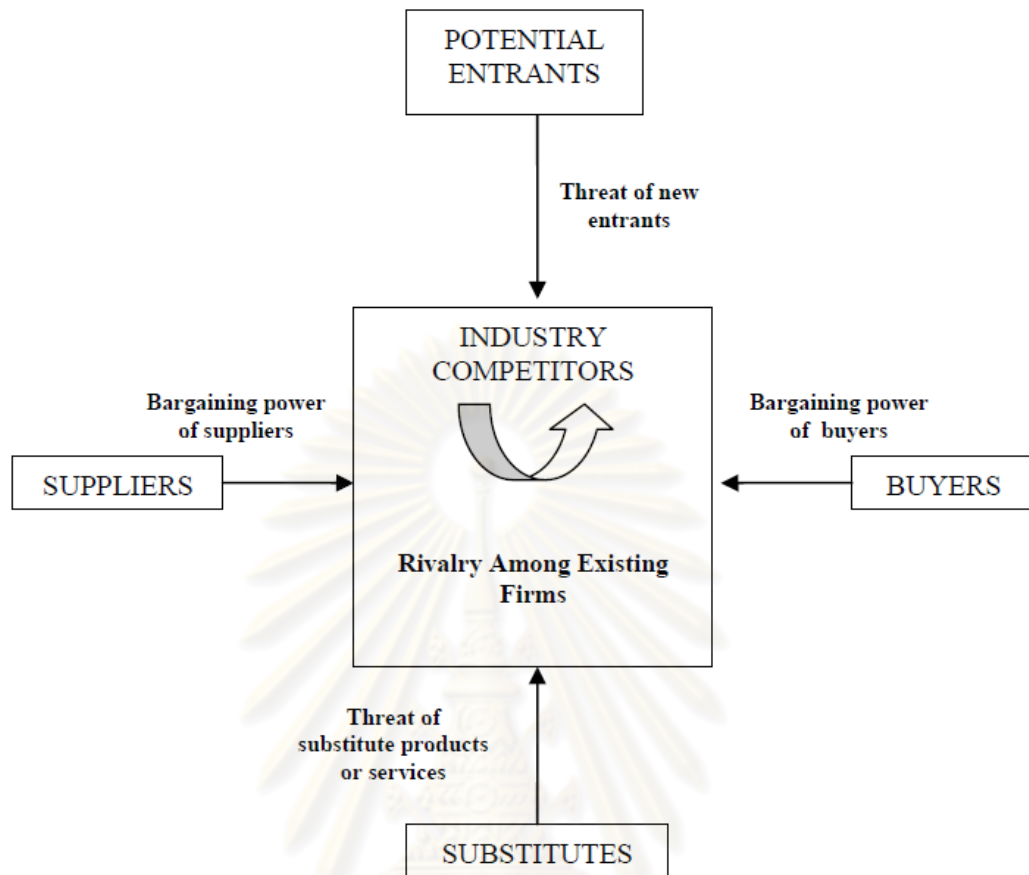 POTENTIAL
ENTRANTS
Threat of new
entrants
INDUSTRY
COMPETITORS
Bargaining power
of suppliers
Bargaining power
of buyers
SUPPLIERS
BUYERS
Rivalry Among Existing
Firms
Threat of
substitute products
or services
SUBSTITUTES